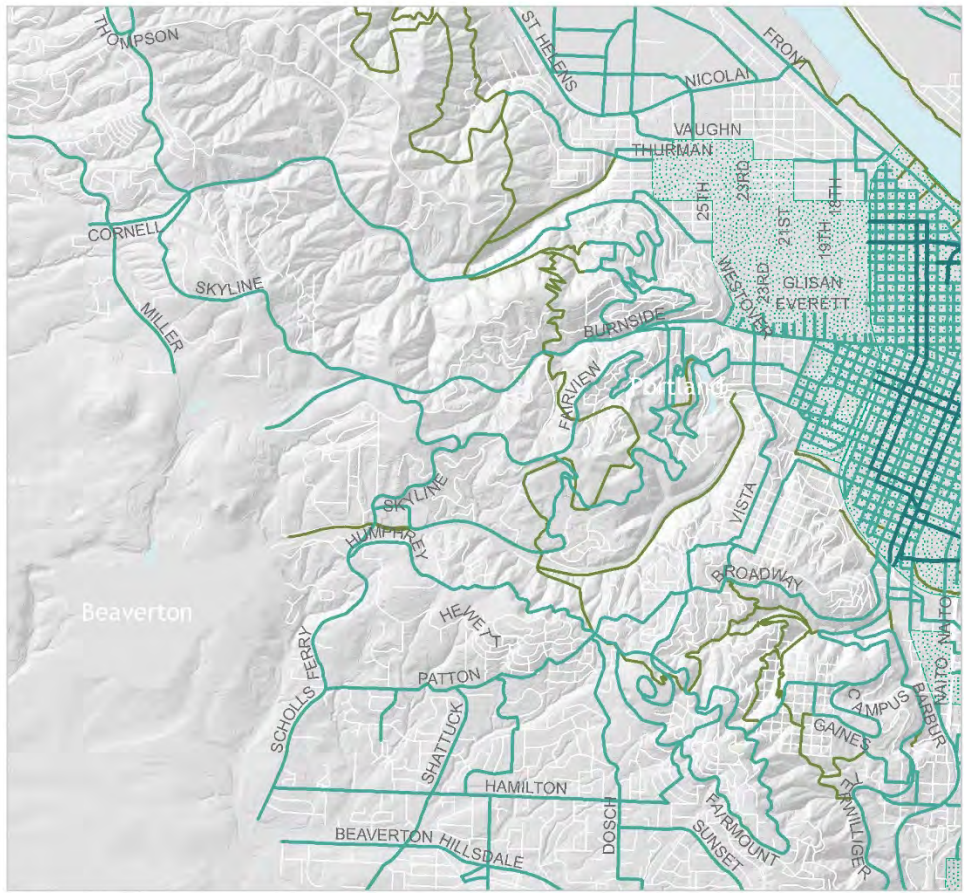 THOMPSON
ST HELENS
FRONT
NICOLAI
VAUGHN
THURMAN
25TH
23RD
18TH
21ST
19TH
CORNELL
SKYLINE
MILLER
WESTOVER
23RD
GLISAN
EVERETT
BURNSIDE
FAIRVIEW
Portland
SKYLINE
VISTA
HUMPHREY
BROADWAY
Beaverton
HEWETT
NAITO
NAITO
SCHOLLS FERRY
PATTON
CAMPUS
BARBUR
SHATTUCK
GAINES
TERWILLIGER
HAMILTON
DOSCH
FAIRMOUNT
SUNSET
BEAVERTON HILLSDALE